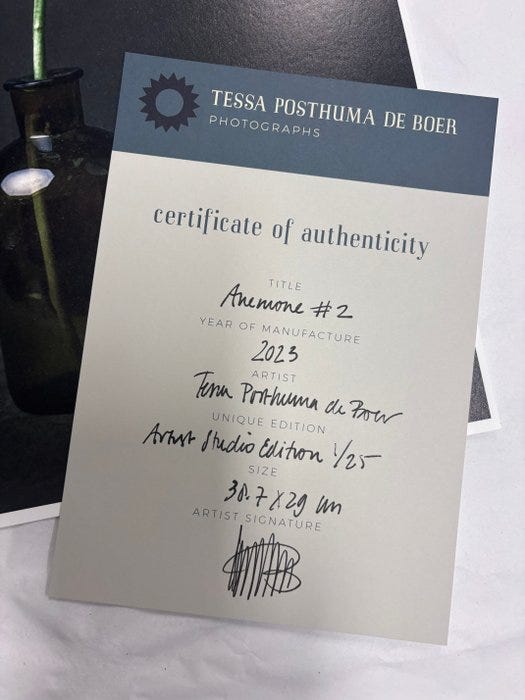 TESSA POSTHUMA DE BOER
PHOTOGRAPHS
certificate of authenticity
TITLE
Anemone #2
YEAR OF MANUFACTURE
2023
ARTIST
Tessa Posthuma de Boer
UNIQUE EDITION
Artist Studio Edition 1/25
SIZE
38.7 X 29 cm
ARTIST SIGNATURE